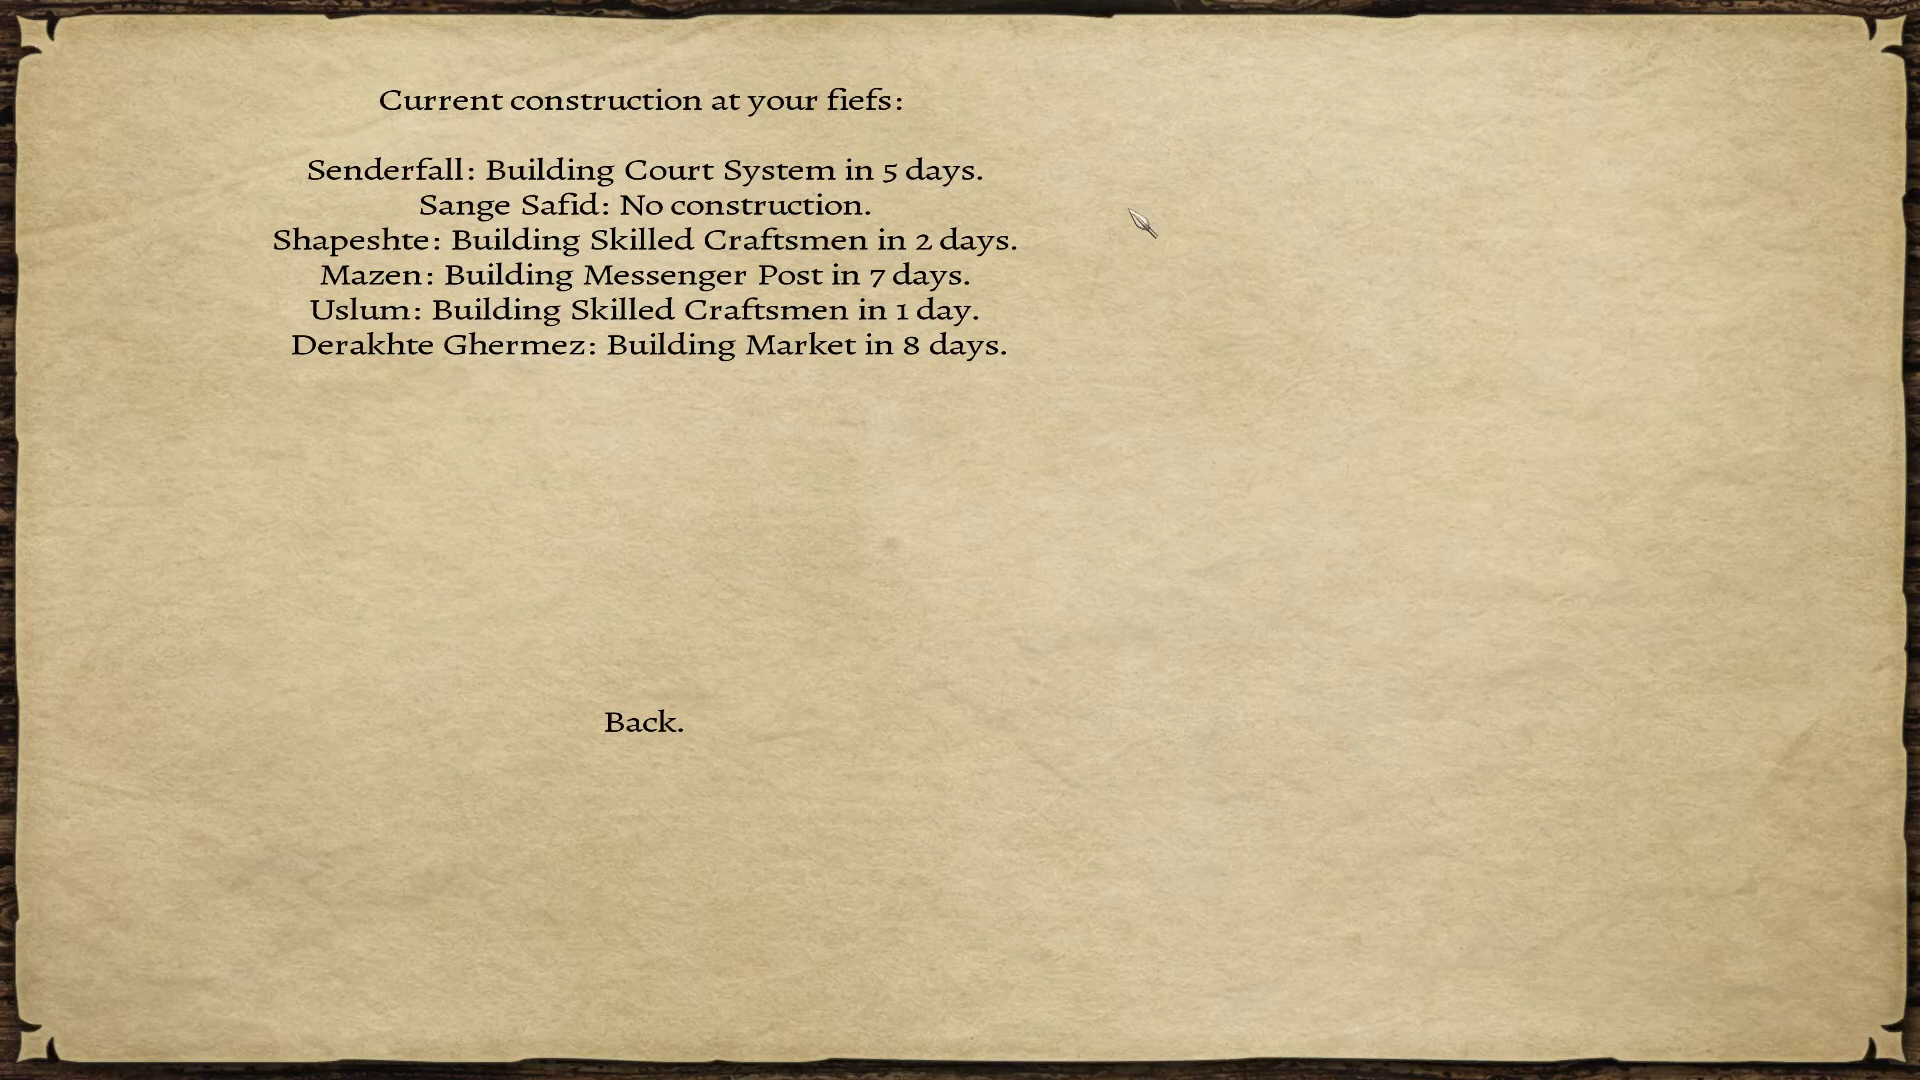 Current construction at your fiefs:
Senderfall: Building Court System in 5 days.
Sange Safid: No construction.
Shapeshte: Building Skilled Craftsmen in 2 days.
Mazen: Building Messenger Post in 7 days.
Uslum: Building Skilled Craftsmen in 1 day.
Derakhte Ghermez: Building Market in 8 days.
Back.